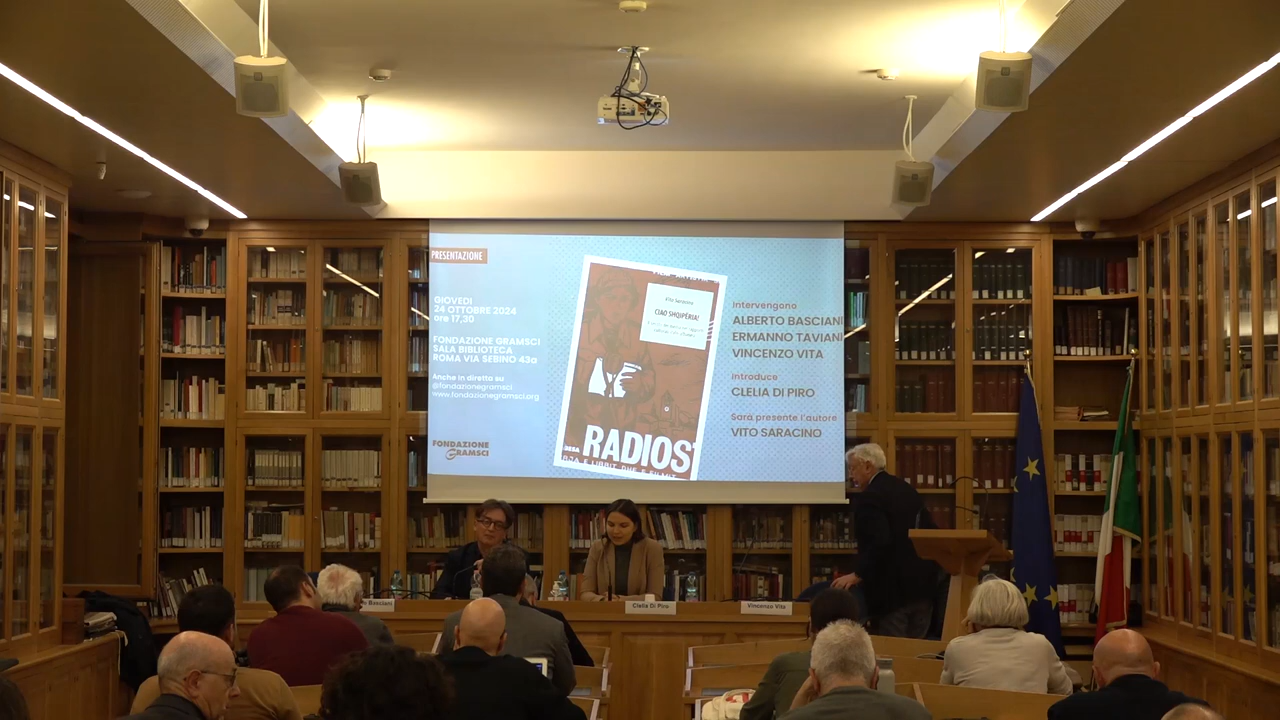 PRESENTAZIONE
GIOVEDÌ
24 OTTOBRE 2024
ore 17,30
FONDAZIONE GRAMSCI
SALA BIBLIOTECA
ROMA VIA SEBINO 43a
Anche in diretta su
@fondazionegramsci
www.fondazionegramsci.org
FONDAZIONE
GRAMSCI
Vito Saracino
CIAO SHQIPËRIA!
RADIOS
Intervengono
ALBERTO BASCIANI
ERMANNO TAVIANI
VINCENZO VITA
Introduce
CLELIA DI PIRO
Sarà presente l'autore
VITO SARACINO
Basciani
Clelia Di Piro
Vincenzo Vita